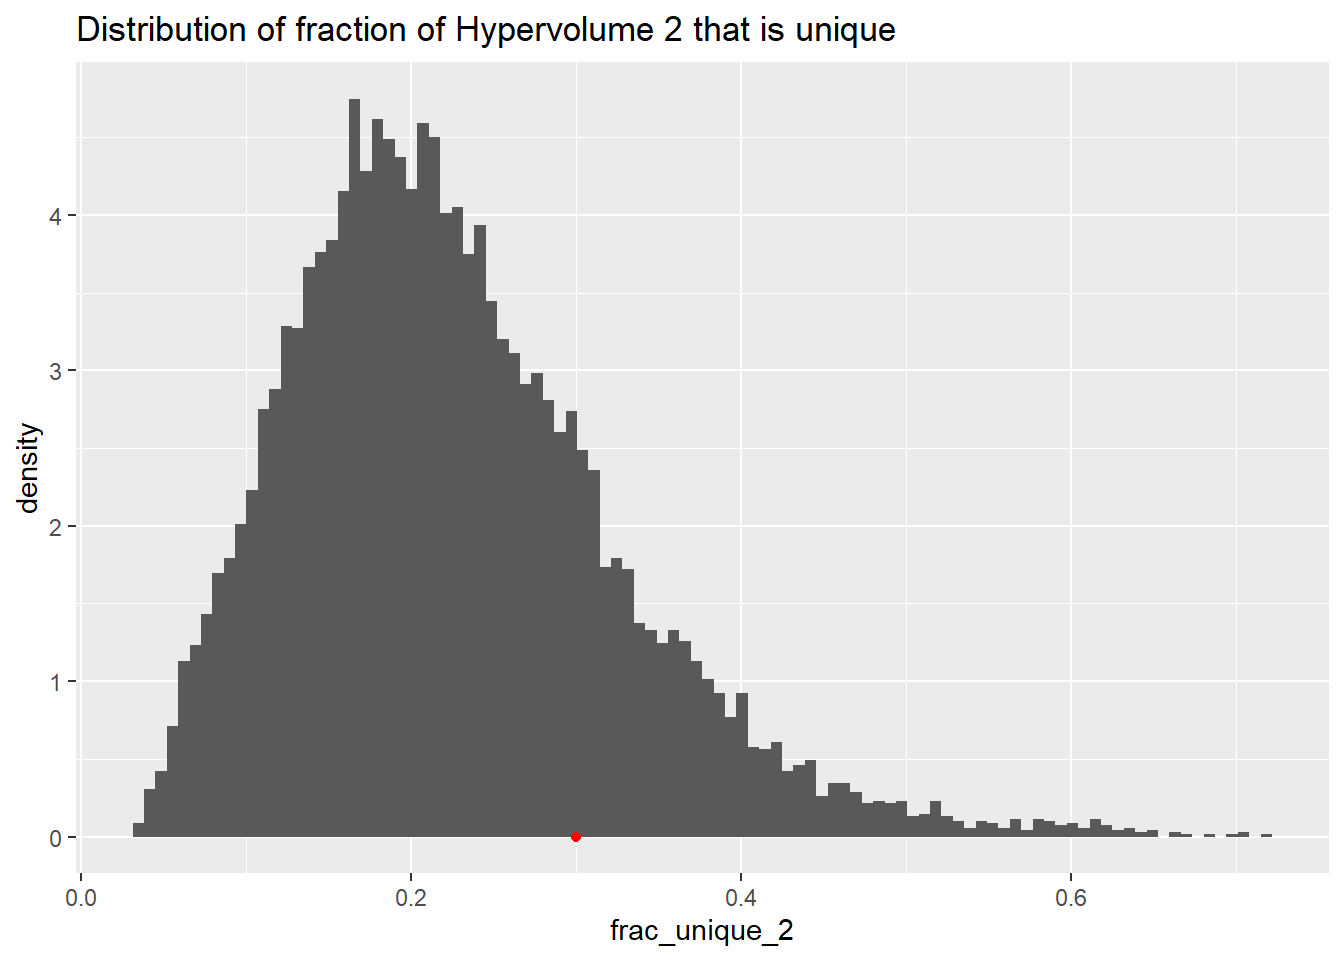 Distribution of fraction of Hypervolume 2 that is unique
density
4
3
2
1
0
0.0 0.2 0.4 0.6
frac_unique_2